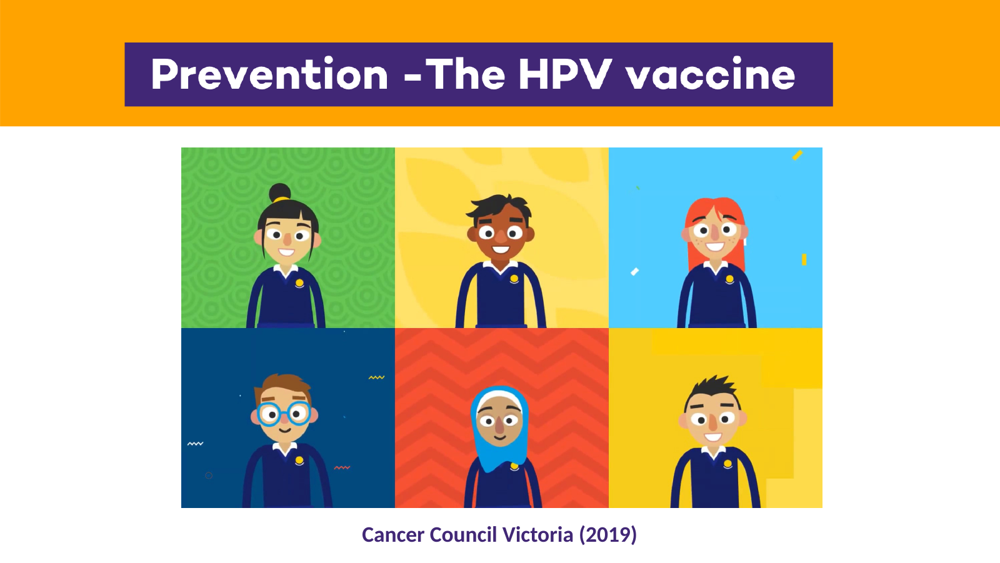 Prevention -The HPV vaccine
Cancer Council Victoria (2019)